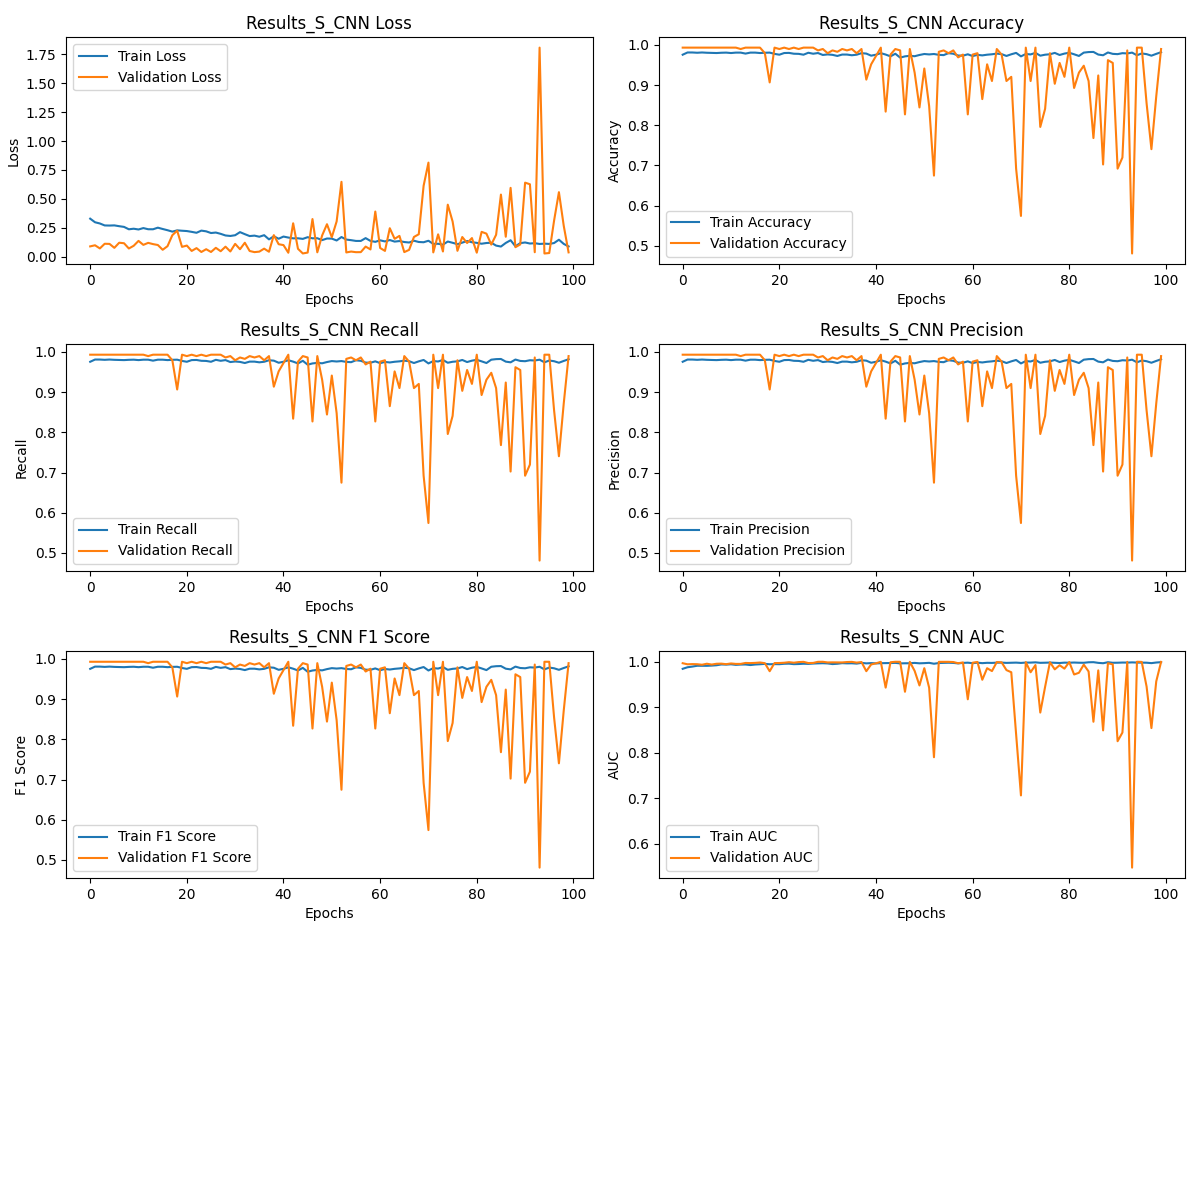 Results_S_CNN Loss
1.75
1.50
1.25
1.00
0.75
0.50
0.25
0.00
Loss
Train Loss
Validation Loss
0 20 40 60 80 100
Epochs
Results_S_CNN Accuracy
1.0
0.9
0.8
0.7
0.6
0.5
Accuracy
Train Accuracy
Validation Accuracy
0 20 40 60 80 100
Epochs
Results_S_CNN Recall
1.0
0.9
0.8
0.7
0.6
0.5
Recall
Train Recall
Validation Recall
0 20 40 60 80 100
Epochs
Results_S_CNN Precision
1.0
0.9
0.8
0.7
0.6
0.5
Precision
Train Precision
Validation Precision
0 20 40 60 80 100
Epochs
Results_S_CNN F1 Score
1.0
0.9
0.8
0.7
0.6
0.5
F1 Score
Train F1 Score
Validation F1 Score
0 20 40 60 80 100
Epochs
Results_S_CNN AUC
1.0
0.9
0.8
0.7
0.6
AUC
Train AUC
Validation AUC
0 20 40 60 80 100
Epochs